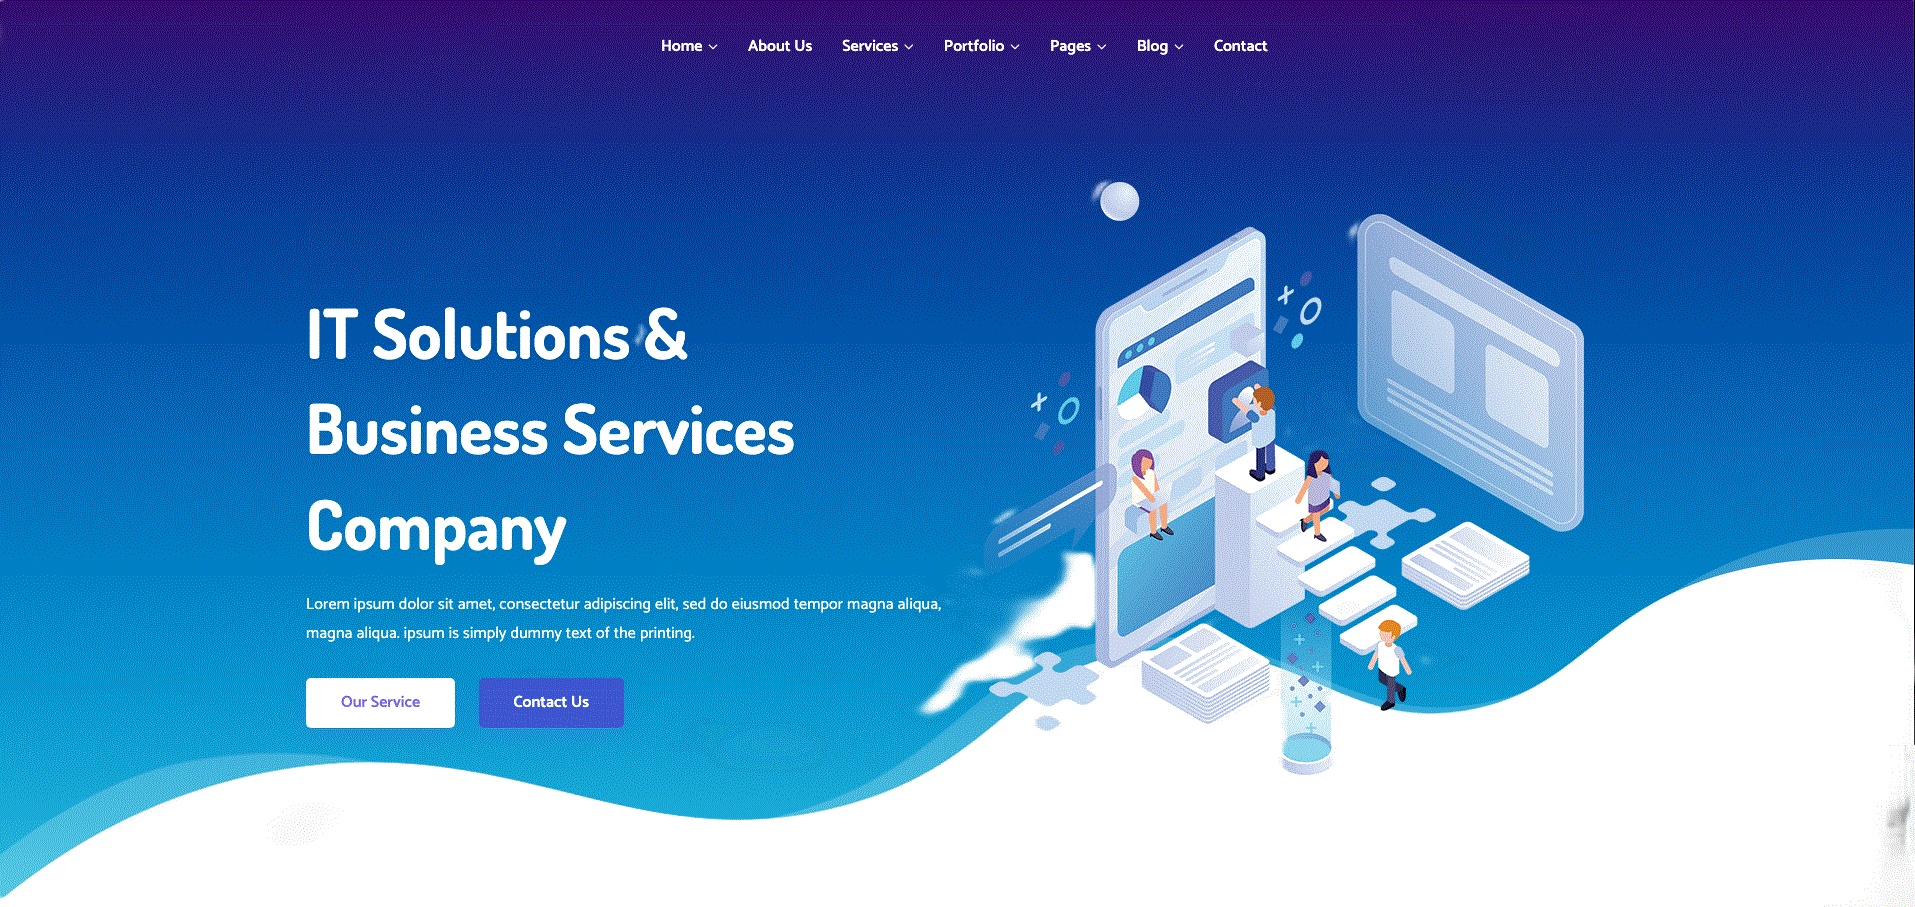 Home About Us Services Portfolio Pages Blog Contact
IT Solutions &
Business Services
Company
Lorem ipsum dolor sit amet, consectetur adipiscing elit, sed do eiusmod tempor magna aliqua,
magna aliqua. ipsum is simply dummy text of the printing.
Our Service Contact Us